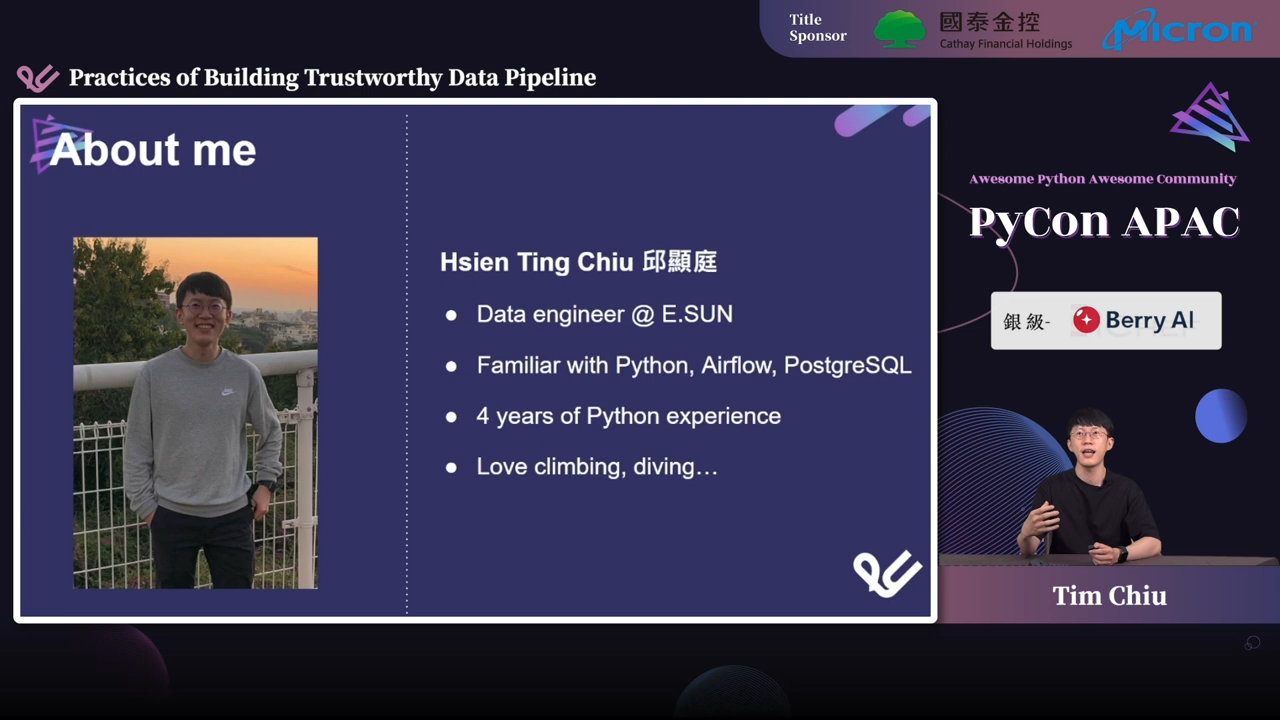 Title
Sponsor
國泰金控
Cathay Financial Holdings
Micron
Practices of Building Trustworthy Data Pipeline
About me
Hsien Ting Chiu 邱顯庭
Data engineer @ E.SUN
Familiar with Python, Airflow, PostgreSQL
4 years of Python experience
Love climbing, diving…
Awesome Python Awesome Community
PyCon APAC
銀級- Berry AI
Tim Chiu